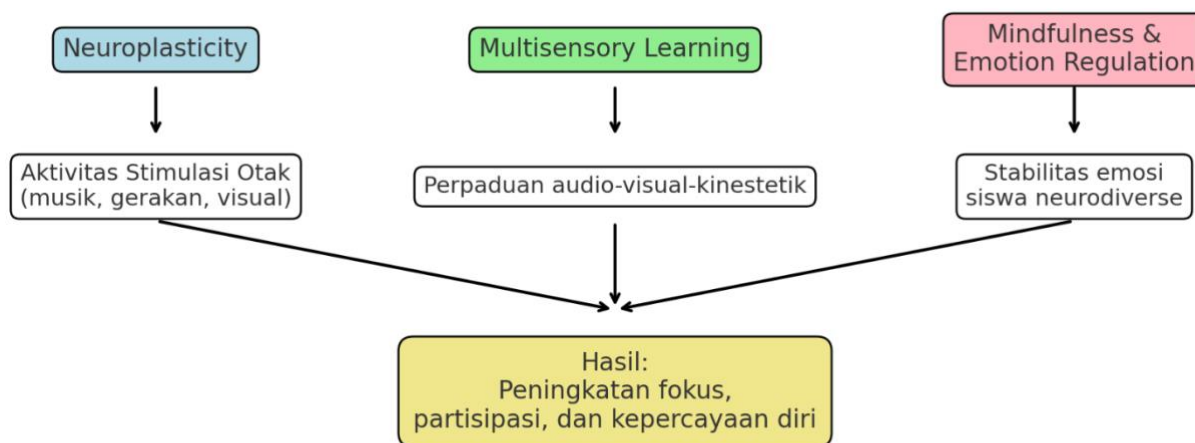 Neuroplasticity
Multisensory Learning
Mindfulness &
Emotion Regulation
Aktivitas Stimulasi Otak
(musik, gerakan, visual)
Perpaduan audio-visual-kinestetik
Stabilitas emosi
siswa neurodiverse
Hasil:
Peningkatan fokus,
partisipasi, dan kepercayaan diri